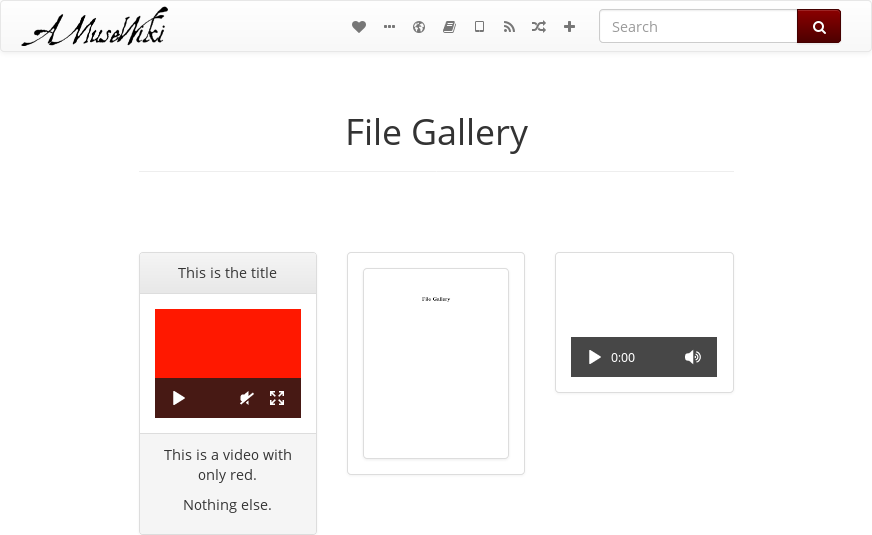 AMuseWiki
Search
File Gallery
This is the title
This is a video with
only red.
Nothing else.
File Gallery
0:00